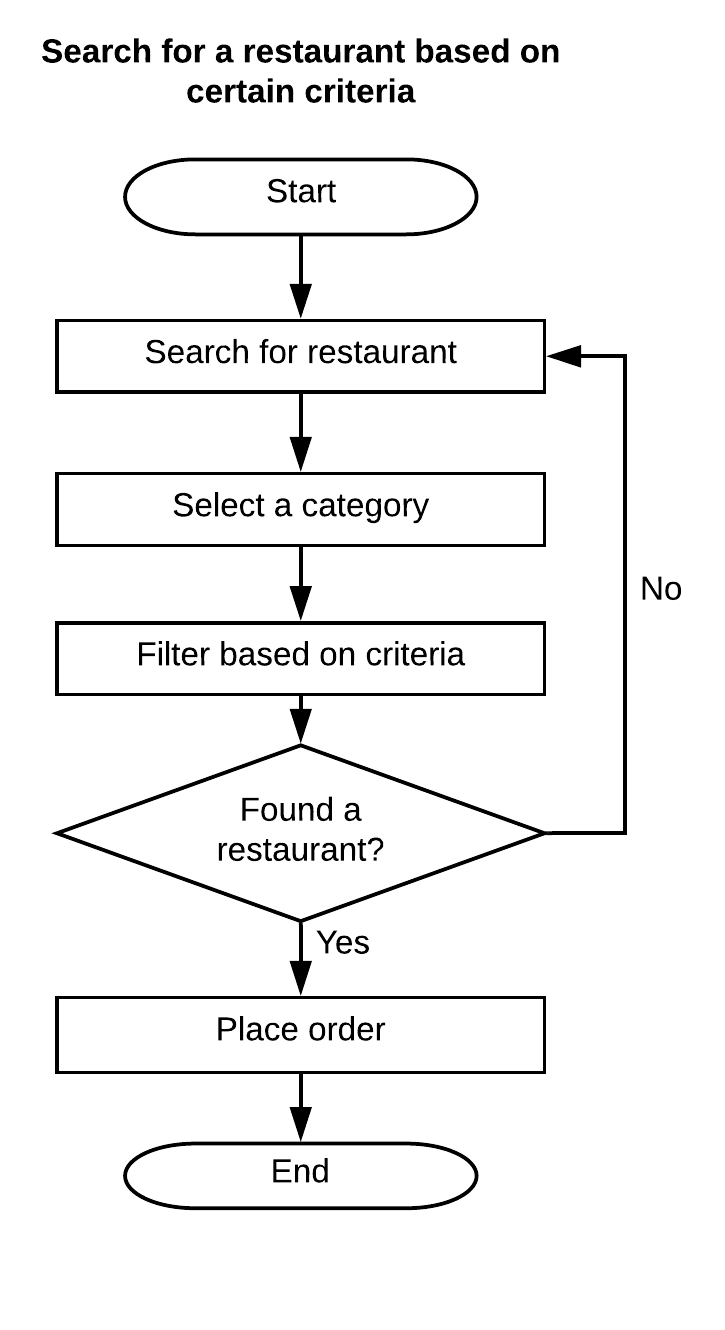 Search for a restaurant based on
certain criteria
Start
Search for restaurant
Select a category
No
Filter based on criteria
Found a
restaurant?
Yes
Place order
End